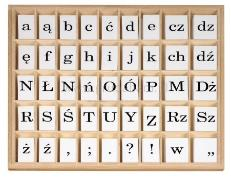 a ą b c ć d e cz dz
ę f g h i j k ch dź
N Ł N ń O Ó P M Dż
R S Ś T U Y Z Rz Sz
ż ź , ; . ? ! w „